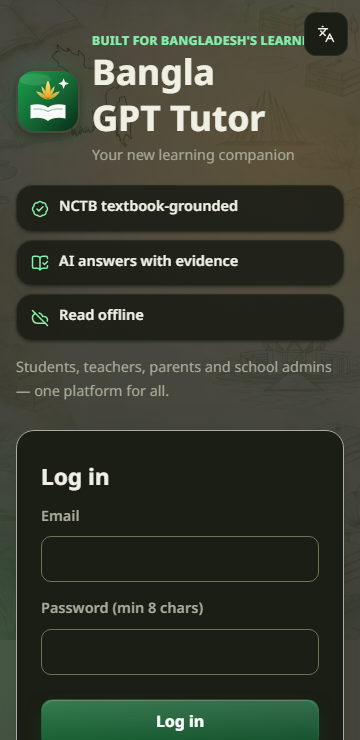 BUILT FOR BANGLADESH'S
Bangla
GPT Tutor
Your new learning companion
NCTB textbook-grounded
AI answers with evidence
Read offline
Students, teachers, parents and school admins
— one platform for all.
Log in
Email
Password (min 8 chars)
Log in